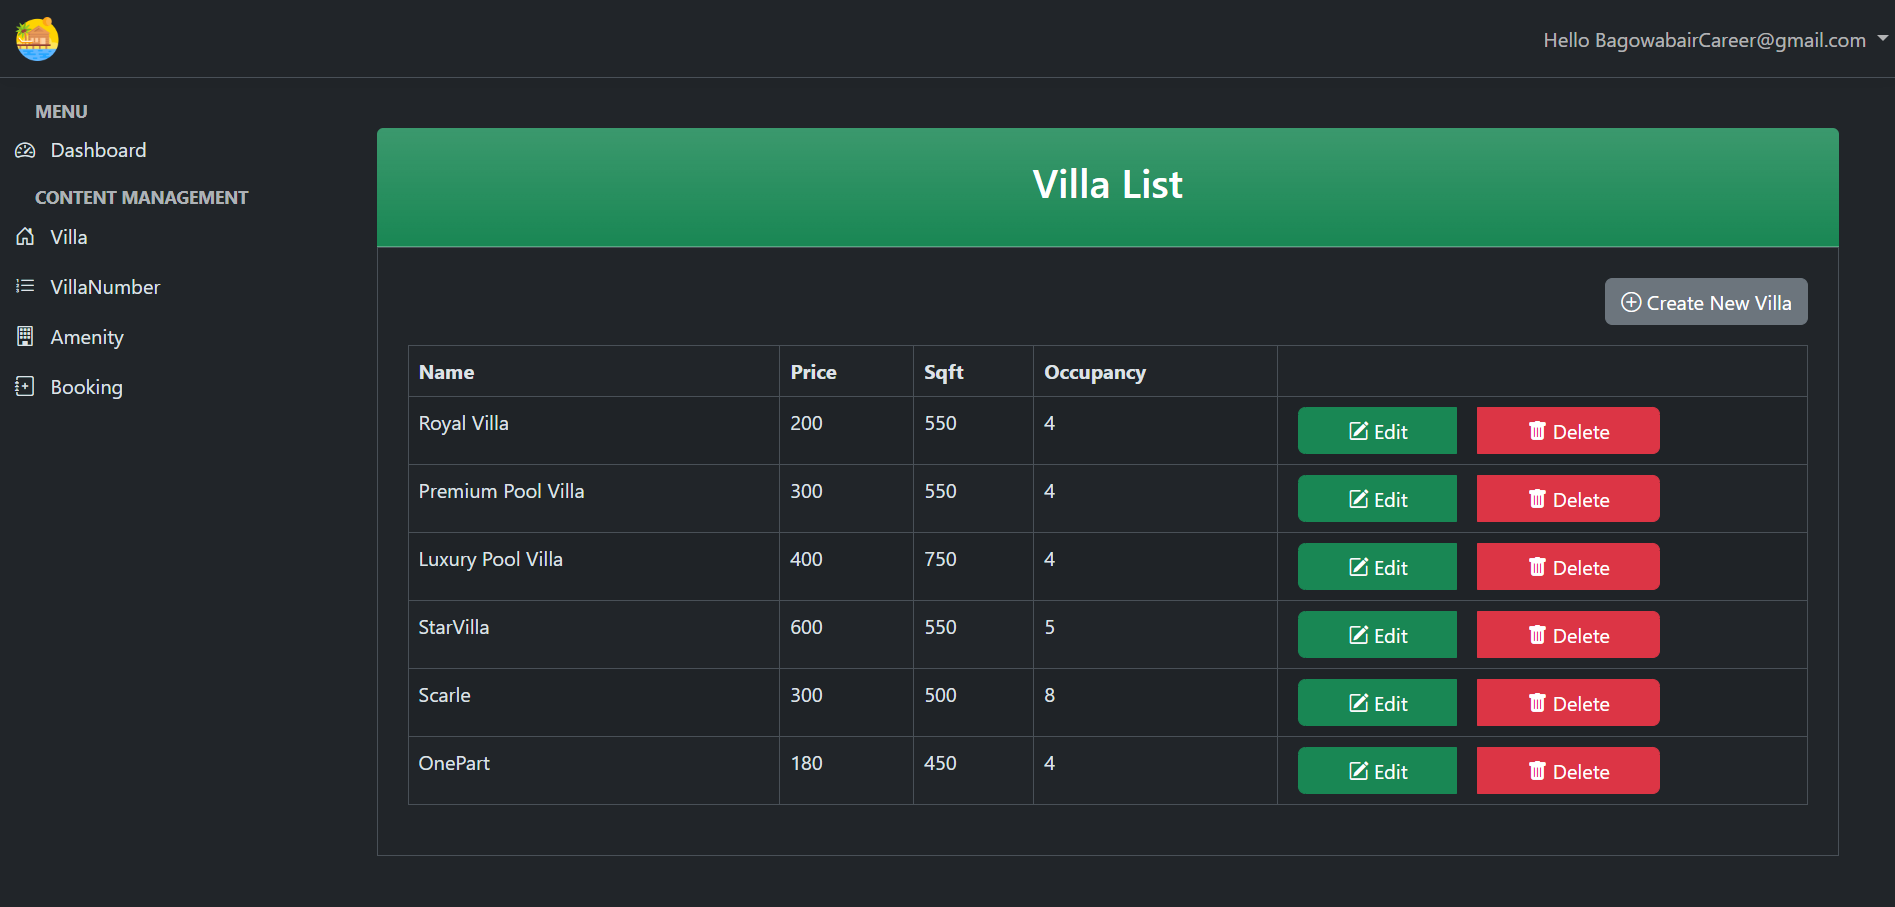 Hello BagowabairCareer@gmail.com
MENU
Dashboard
CONTENT MANAGEMENT
Villa
VillaNumber
Amenity
Booking
Villa List
Create New Villa
Name Price Sqft Occupancy
Royal Villa 200 550 4 Edit Delete
Premium Pool Villa 300 550 4 Edit Delete
Luxury Pool Villa 400 750 4 Edit Delete
StarVilla 600 550 5 Edit Delete
Scarle 300 500 8 Edit Delete
OnePart 180 450 4 Edit Delete